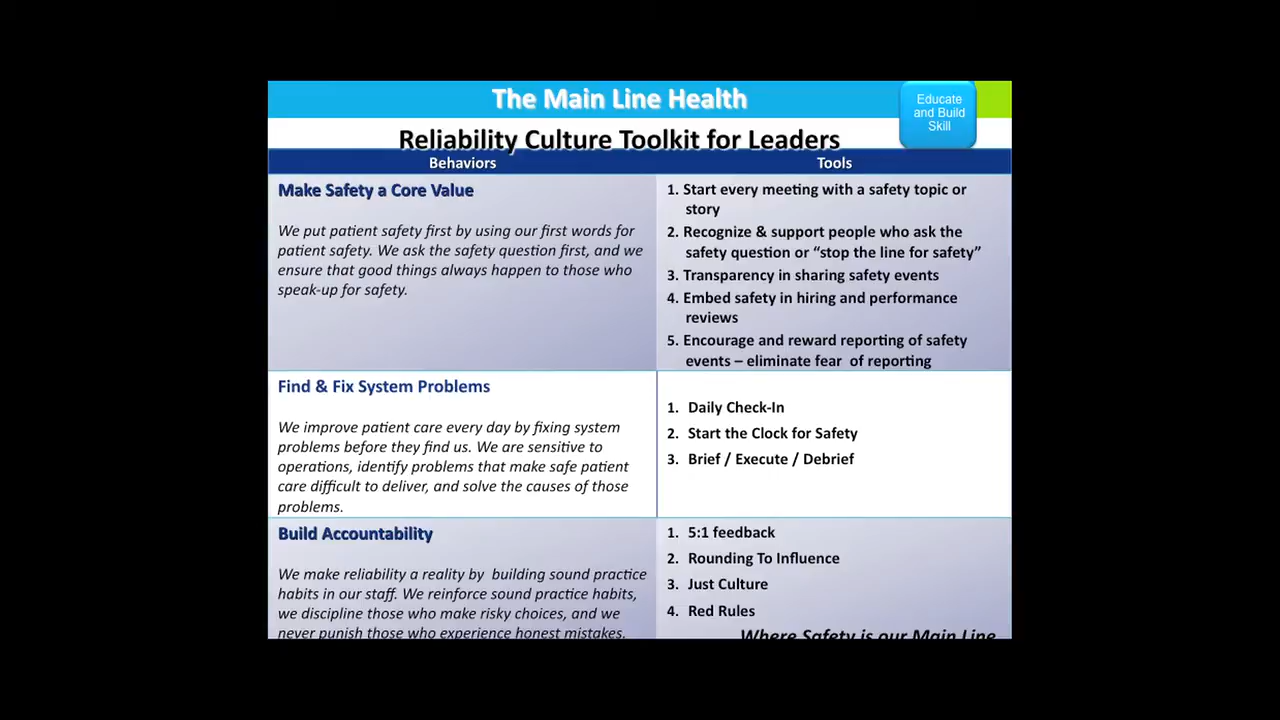 The Main Line Health
Educate
and Build
Skill
Reliability Culture Toolkit for Leaders
Behaviors
Tools
Make Safety a Core Value
We put patient safety first by using our first words for
patient safety. We ask the safety question first, and we
ensure that good things always happen to those who
speak-up for safety.
1. Start every meeting with a safety topic or
story
2. Recognize & support people who ask the
safety question or “stop the line for safety”
3. Transparency in sharing safety events
4. Embed safety in hiring and performance
reviews
5. Encourage and reward reporting of safety
events – eliminate fear of reporting
Find & Fix System Problems
We improve patient care every day by fixing system
problems before they find us. We are sensitive to
operations, identify problems that make safe patient
care difficult to deliver, and solve the causes of those
problems.
1. Daily Check-In
2. Start the Clock for Safety
3. Brief / Execute / Debrief
Build Accountability
We make reliability a reality by building sound practice
habits in our staff. We reinforce sound practice habits,
we discipline those who make risky choices, and we
never punish those who experience honest mistakes.
1. 5:1 feedback
2. Rounding To Influence
3. Just Culture
4. Red Rules
Where Safety is our Main Line